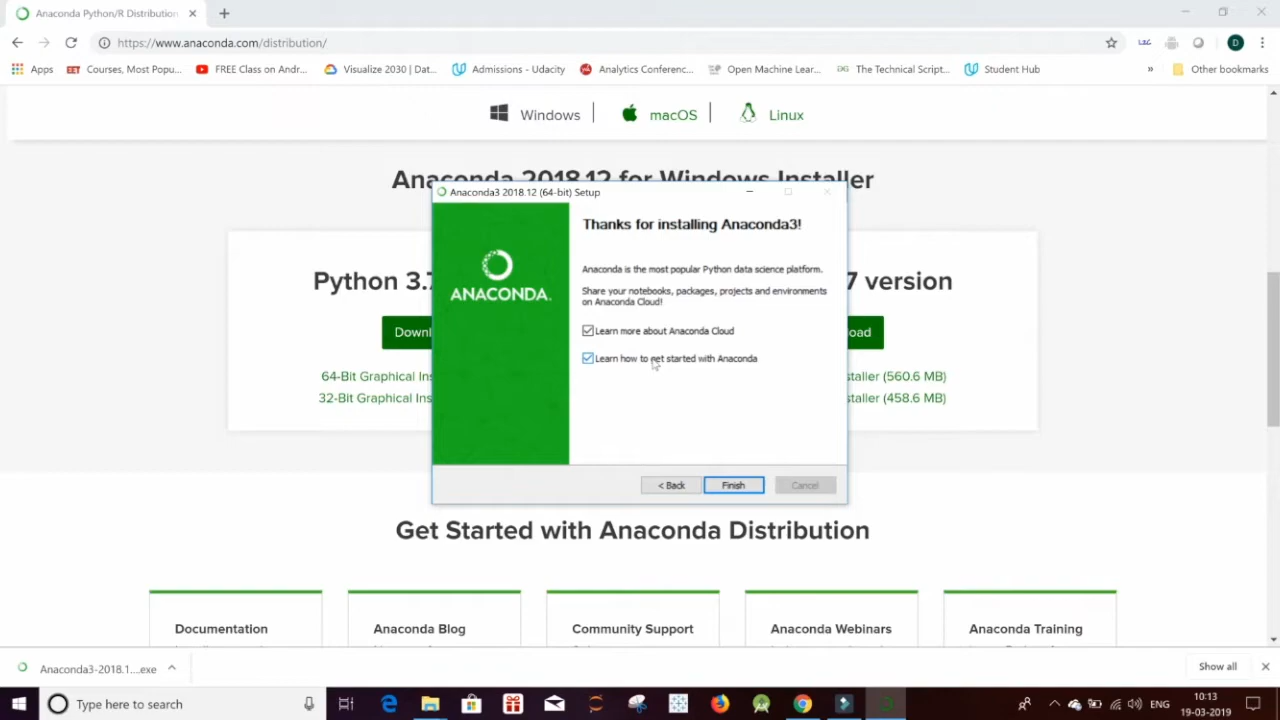 Anaconda Python/R Distribution
https://www.anaconda.com/distribution/
D
Apps
Courses, Most Popu...
FREE Class on Andr...
Visualize 2030 | Dat...
Admissions - Udacity
Analytics Conferenc...
Open Machine Lear...
The Technical Script...
Student Hub
»
Other bookmarks
Windows
macOS
Linux
Anaconda 2018.12 for Windows Installer
Anaconda3 2018.12 (64-bit) Setup
ANACONDA.
Thanks for installing Anaconda3!
Anaconda is the most popular Python data science platform.
Share your notebooks, packages, projects and environments
on Anaconda Cloud!
Learn more about Anaconda Cloud
Learn how to get started with Anaconda
< Back
Finish
Cancel
Python 3.7
Downl
64-Bit Graphical Ins
32-Bit Graphical Ins
7 version
oad
staller (560.6 MB)
staller (458.6 MB)
Get Started with Anaconda Distribution
Documentation
Anaconda Blog
Community Support
Anaconda Webinars
Anaconda Training
Anaconda3-2018.1....exe
Show all
Type here to search
ENG
10:13
19-03-2019